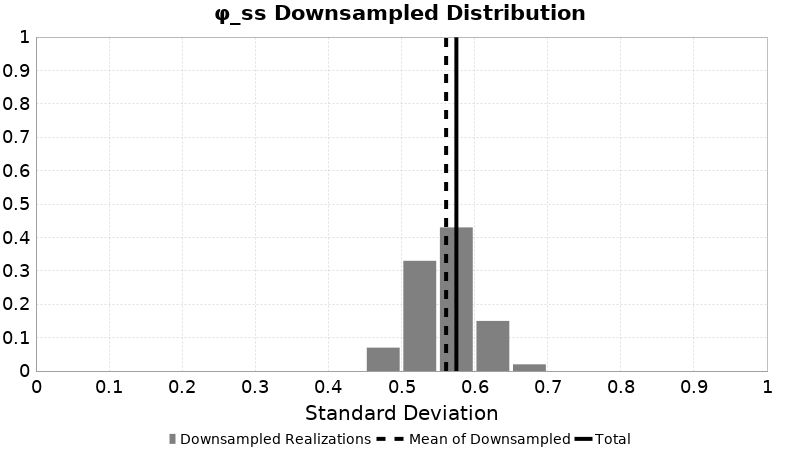 φ_ss Downsampled Distribution
1
0.9
0.8
0.7
0.6
0.5
0.4
0.3
0.2
0.1
0
0 0.1 0.2 0.3 0.4 0.5 0.6 0.7 0.8 0.9 1
Standard Deviation
Downsampled Realizations Mean of Downsampled Total